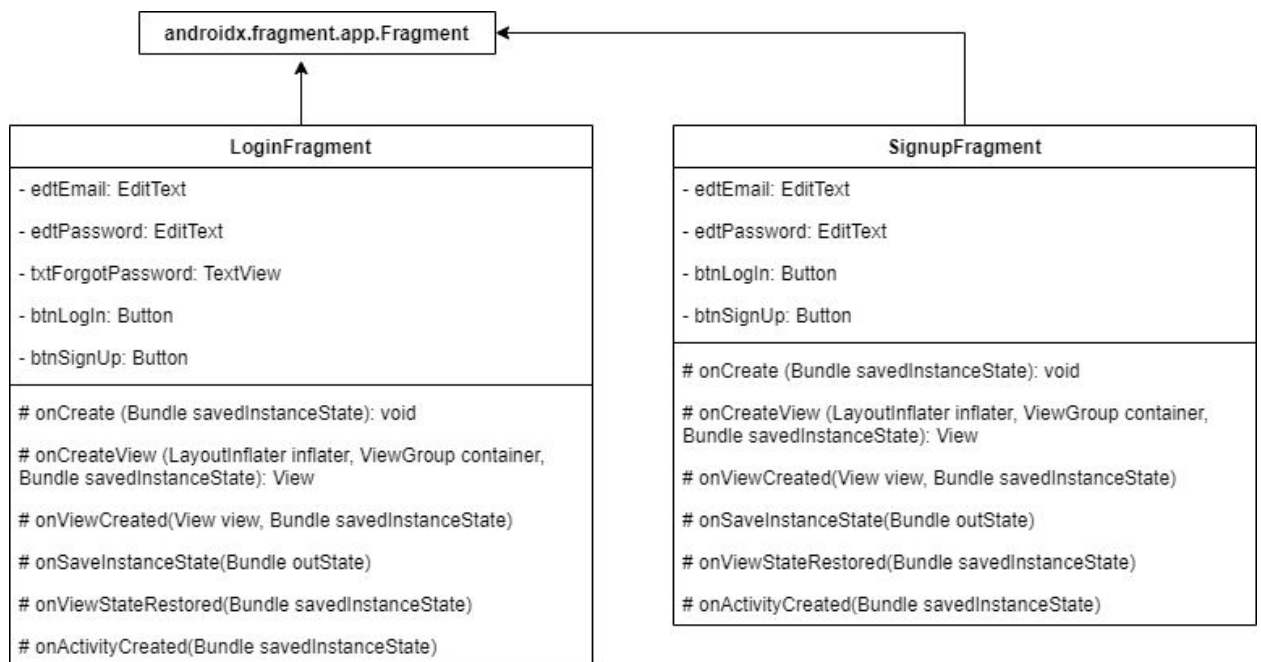 androidx.fragment.app.Fragment
LoginFragment
- edtEmail: EditText
- edtPassword: EditText
- txtForgotPassword: TextView
- btnLogIn: Button
- btnSignUp: Button
# onCreate (Bundle savedInstanceState): void
# onCreateView (LayoutInflater inflater, ViewGroup container,
Bundle savedInstanceState): View
# onViewCreated(View view, Bundle savedInstanceState)
# onSaveInstanceState(Bundle outState)
# onViewStateRestored(Bundle savedInstanceState)
# onActivityCreated(Bundle savedInstanceState)
SignupFragment
- edtEmail: EditText
- edtPassword: EditText
- btnLogIn: Button
- btnSignUp: Button
# onCreate (Bundle savedInstanceState): void
# onCreateView (LayoutInflater inflater, ViewGroup container,
Bundle savedInstanceState): View
# onViewCreated(View view, Bundle savedInstanceState)
# onSaveInstanceState(Bundle outState)
# onViewStateRestored(Bundle savedInstanceState)
# onActivityCreated(Bundle savedInstanceState)